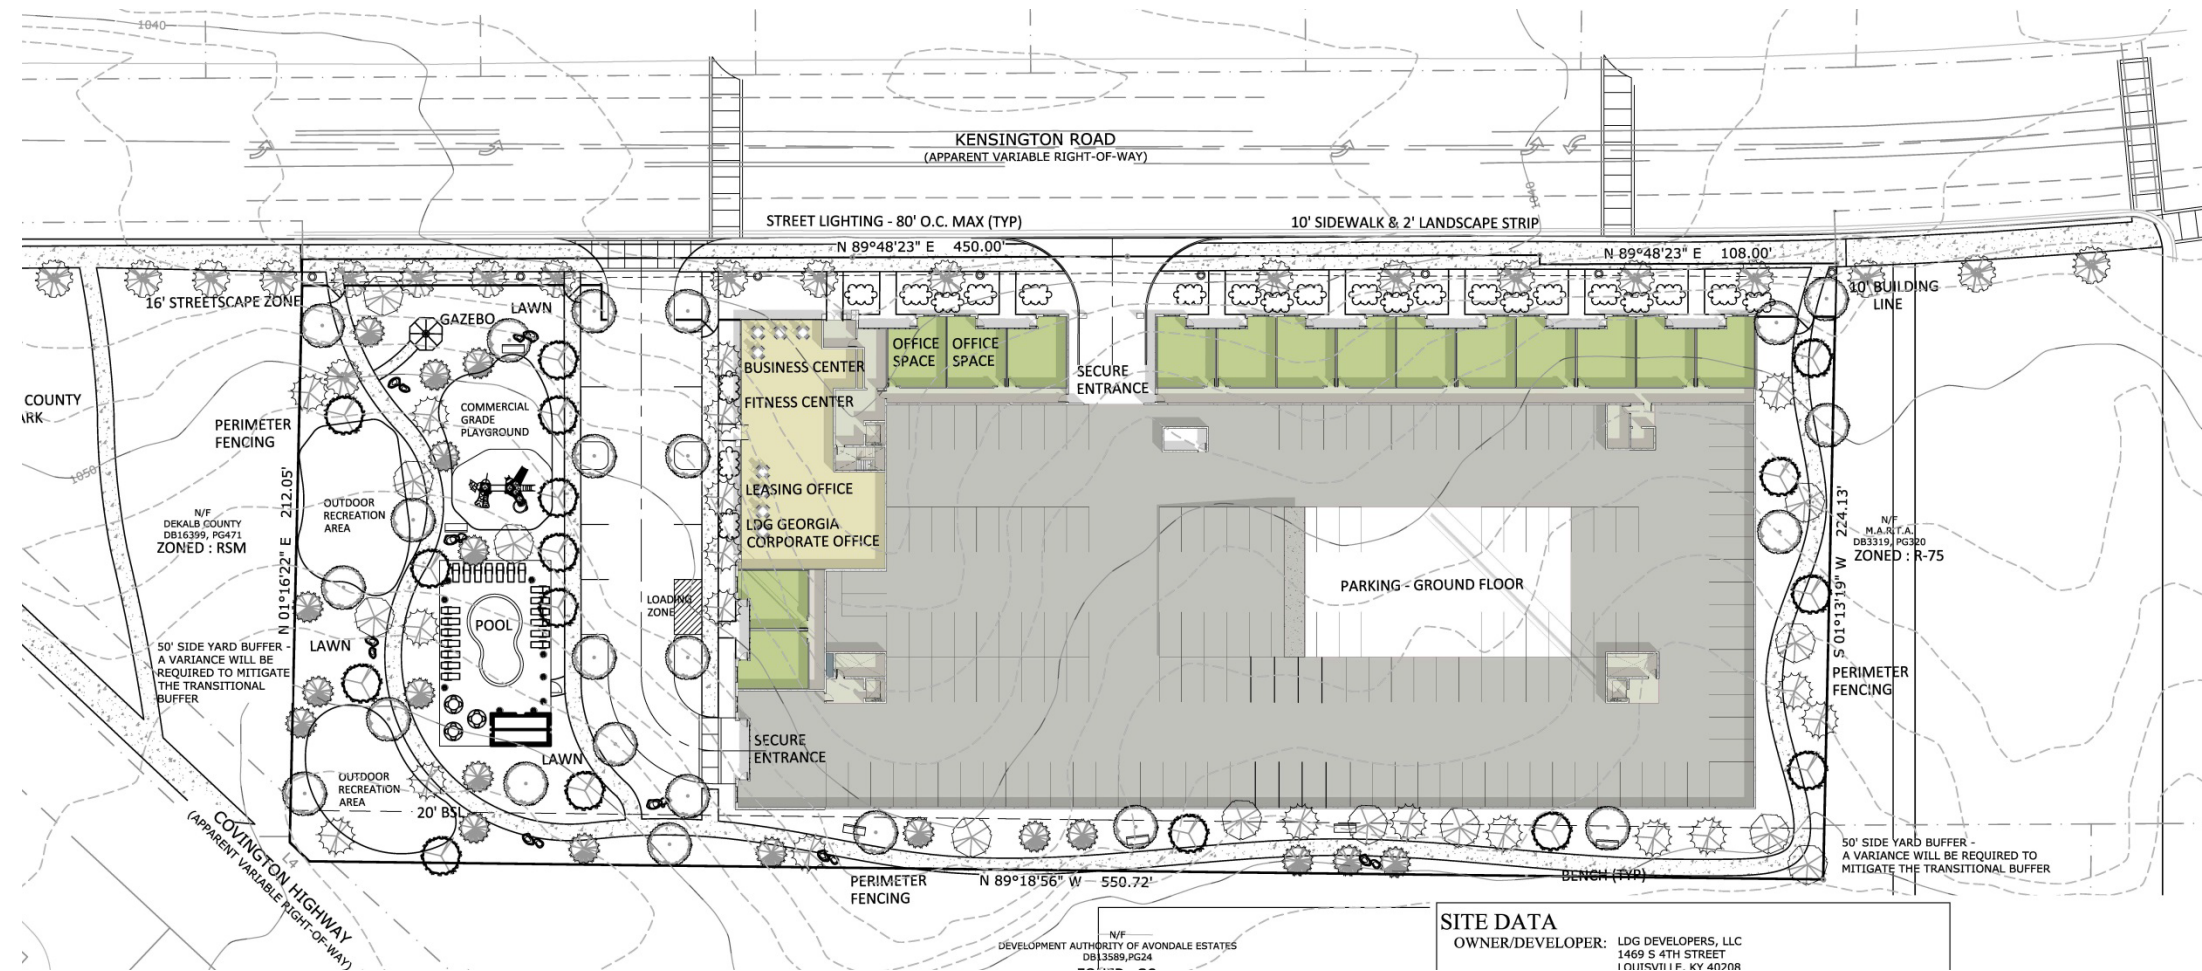 1040
KENSINGTON ROAD
(APPARENT VARIABLE RIGHT-OF-WAY)
1040
STREET LIGHTING - 80' O.C. MAX (TYP)
10' SIDEWALK & 2' LANDSCAPE STRIP
N 89°48'23" E 450.00'
N 89°48'23" E 108.00'
16' STREETSCAPE ZONE
LAWN
GAZEBO
10' BUILDING
LINE
OFFICE
SPACE
OFFICE
SPACE
BUSINESS CENTER
SECURE
ENTRANCE
FITNESS CENTER
COUNTY
COMMERCIAL
GRADE
PLAYGROUND
PERIMETER
FENCING
1050
LEASING OFFICE
OUTDOOR
RECREATION
AREA
LDG GEORGIA
CORPORATE OFFICE
N/F
DEKALB COUNTY
DB16399, PG471
ZONED : RSM
N 01°16'22" E 212.05'
N/F
M.A.R.T.A.
DB3319, PG320
ZONED : R-75
S 01°13'19" W 224.13'
PARKING - GROUND FLOOR
LOADING
ZONE
POOL
LAWN
50' SIDE YARD BUFFER -
A VARIANCE WILL BE
REQUIRED TO MITIGATE
THE TRANSITIONAL
BUFFER
PERIMETER
FENCING
SECURE
ENTRANCE
LAWN
OUTDOOR
RECREATION
AREA
20' BSL
COVINGTON HIGHWAY
(APPARENT VARIABLE RIGHT-OF-WAY)
L4
50' SIDE YARD BUFFER -
A VARIANCE WILL BE REQUIRED TO
MITIGATE THE TRANSITIONAL BUFFER
PERIMETER
FENCING
N 89°18'56" W 550.72'
BENCH (TYP)
N/F
DEVELOPMENT AUTHORITY OF AVONDALE ESTATES
DB13589,PG24
SITE DATA
OWNER/DEVELOPER: LDG DEVELOPERS, LLC
1469 S 4TH STREET
LOUISVILLE, KY 40208